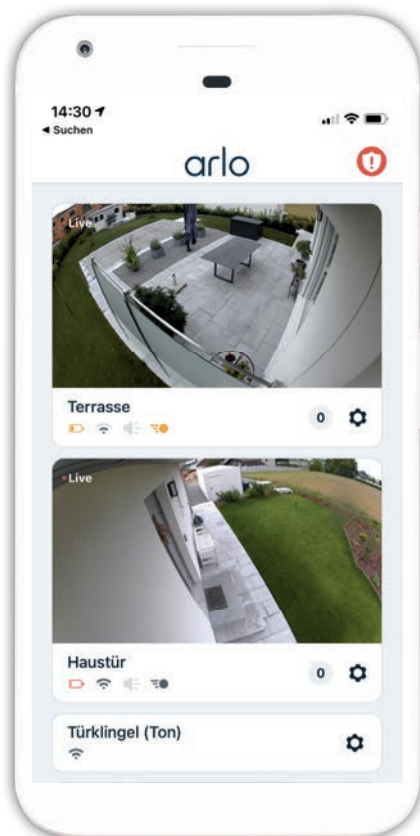 14:30
◀ Suchen
arlo
Live
Terrasse
0
Live
Haustür
0
Türklingel (Ton)